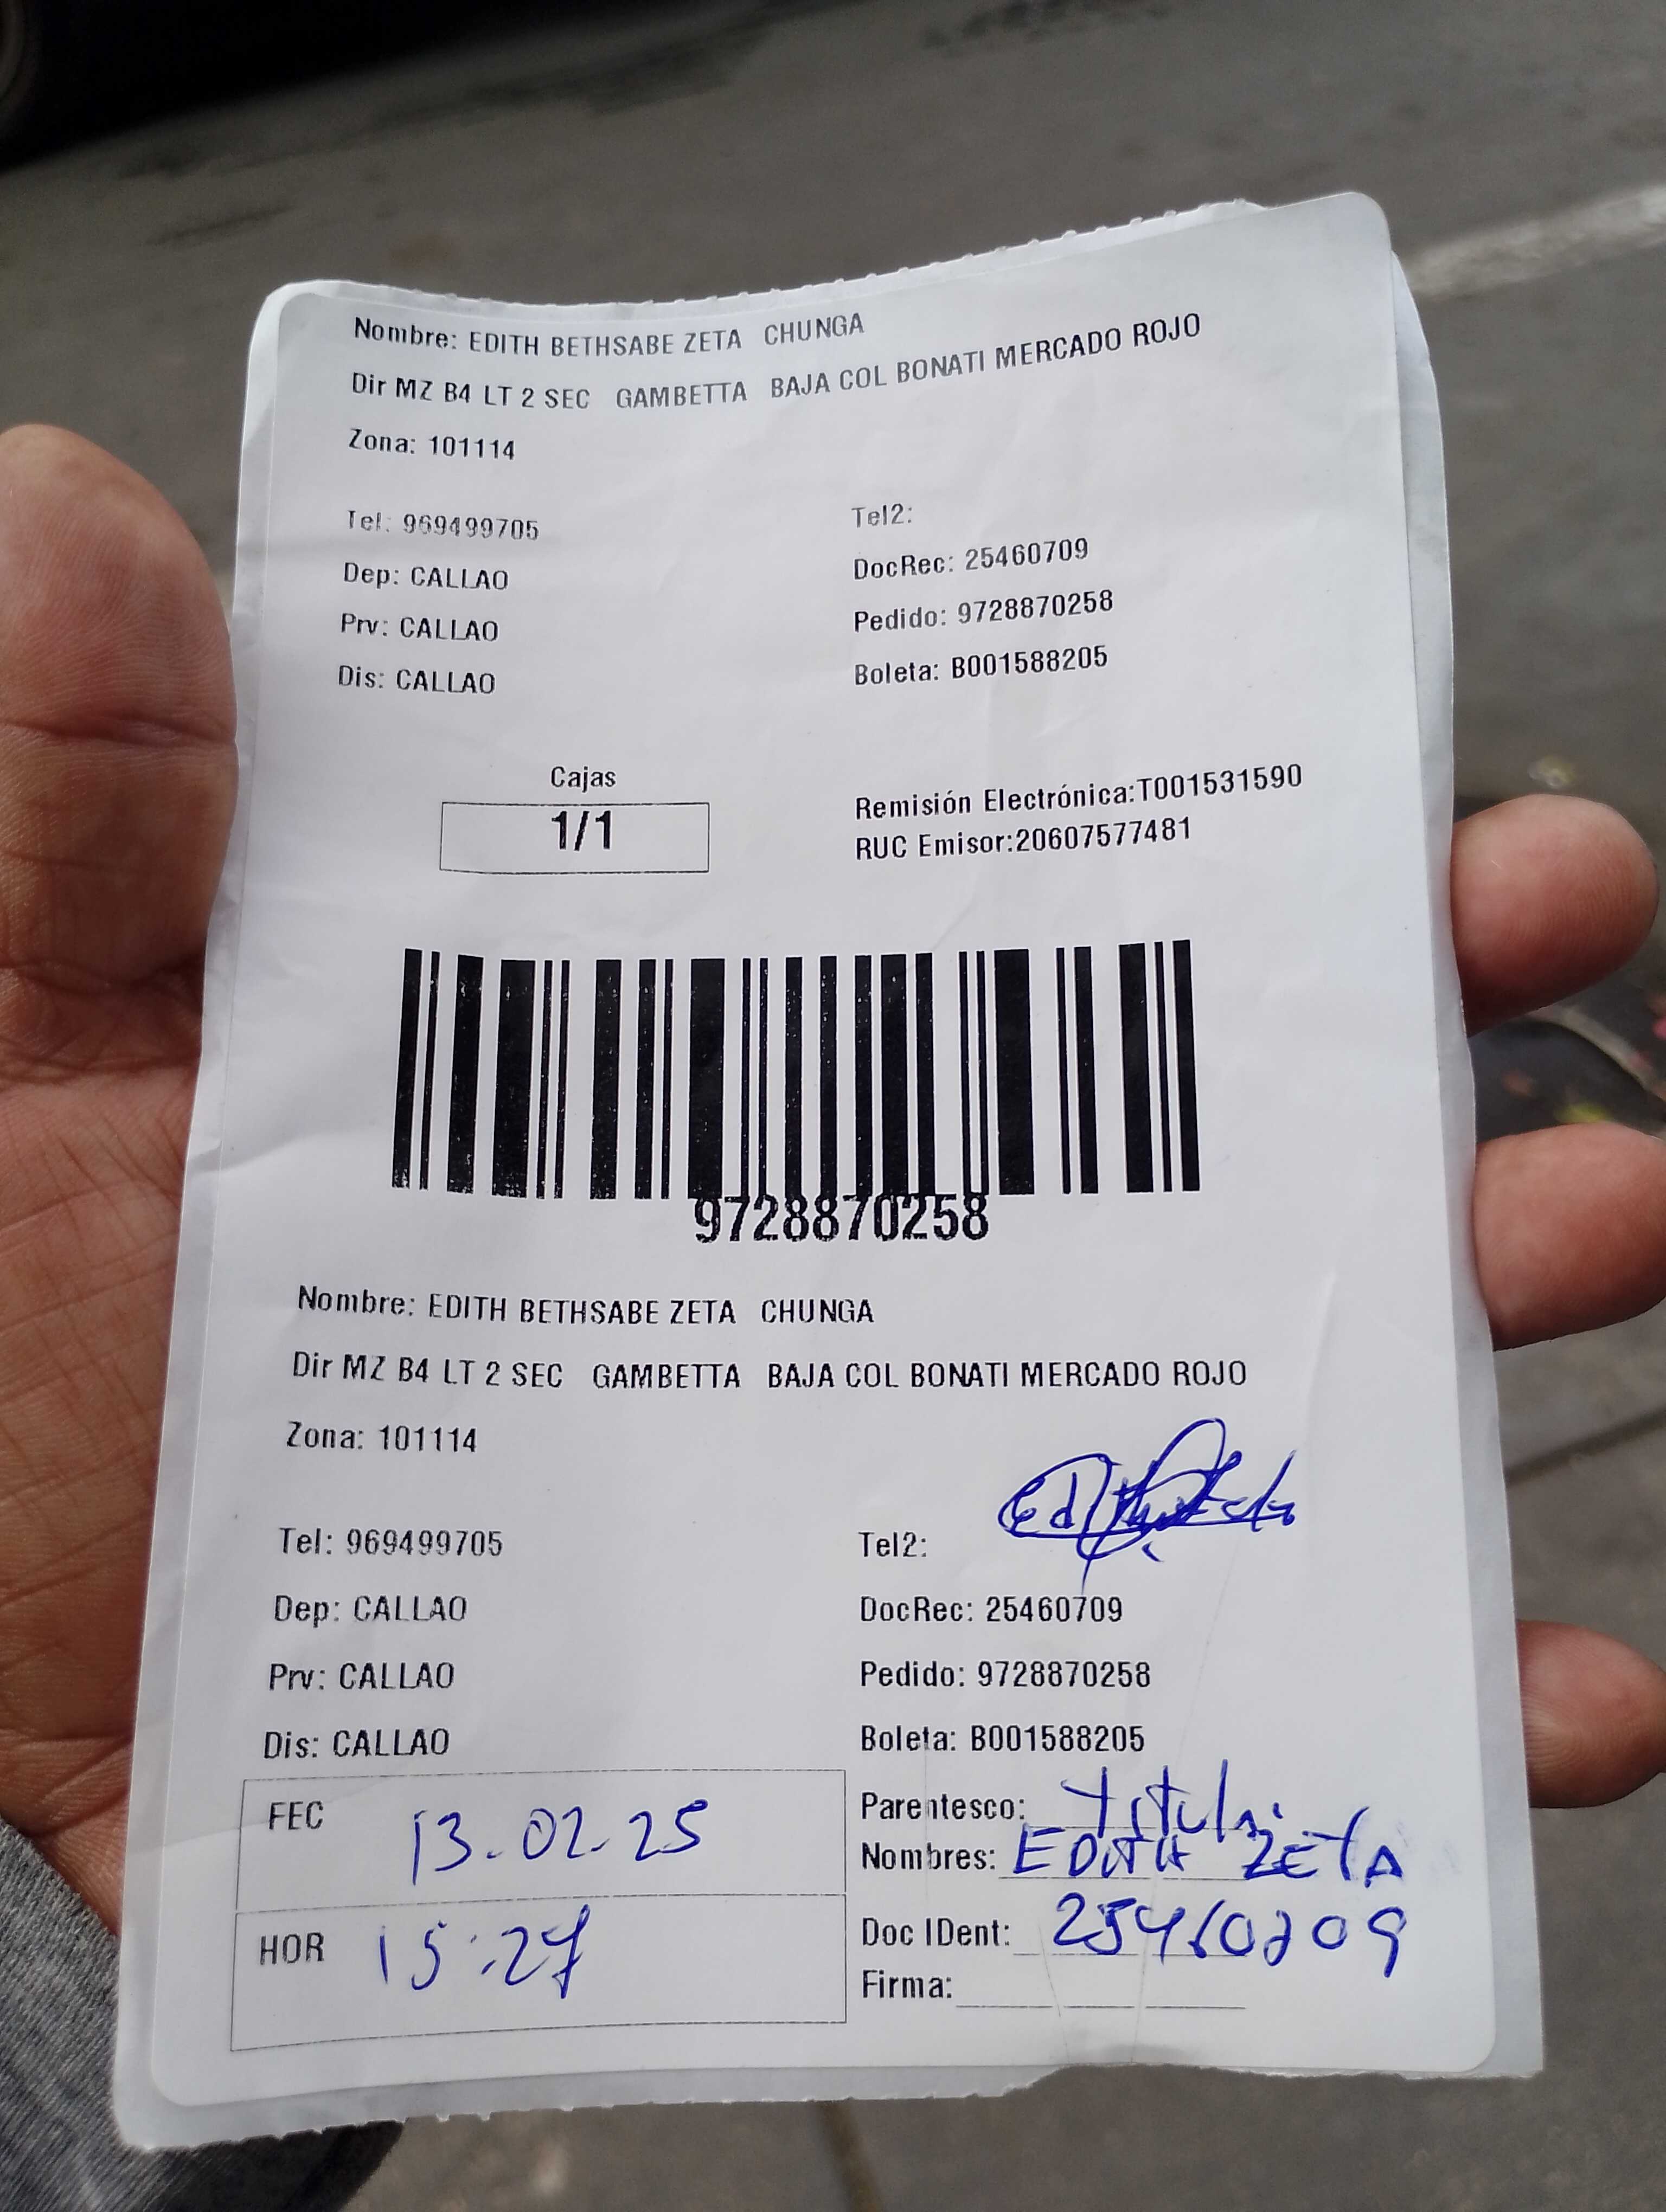 Nombre: EDITH BETHSABE ZETA CHUNGA
Dir MZ B4 LT 2 SEC GAMBETTA BAJA COL BONATI MERCADO ROJO
Zona: 101114
Tel: 969499705
Tel2:
Dep: CALLAO
DocRec: 25460709
Prv: CALLAO
Pedido: 9728870258
Dis: CALLAO
Boleta: B001588205
Cajas
1/1
Remisión Electrónica:T001531590
RUC Emisor:20607577481
9728870258
Nombre: EDITH BETHSABE ZETA CHUNGA
Dir MZ B4 LT 2 SEC GAMBETTA BAJA COL BONATI MERCADO ROJO
Zona: 101114
Tel: 969499705
Tel2:
Dep: CALLAO
DocRec: 25460709
Prv: CALLAO
Pedido: 9728870258
Dis: CALLAO
Boleta: B001588205
FEC 13.02.25
HOR 15:27
Parentesco:
Nombres: EDITH ZETA
Doc IDent: 25460709
Firma: